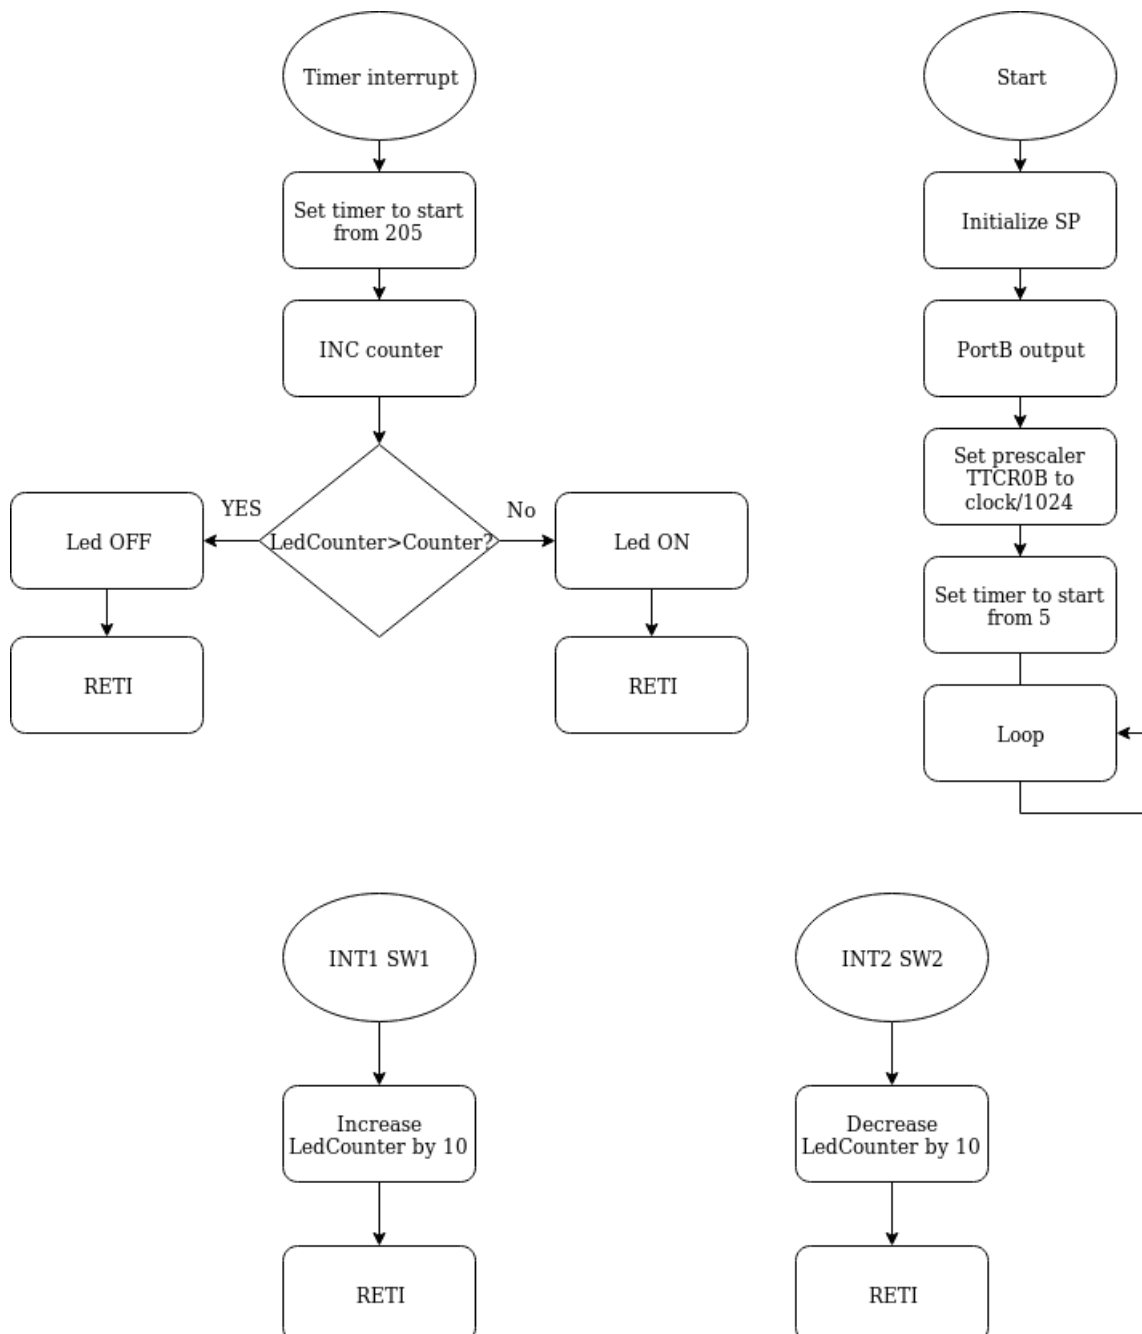 Timer interrupt
Set timer to start
from 205
INC counter
YES
LedCounter>Counter?
No
Led OFF
Led ON
RETI
RETI
Start
Initialize SP
PortB output
Set prescaler
TTCR0B to
clock/1024
Set timer to start
from 5
Loop
INT1 SW1
Increase
LedCounter by 10
RETI
INT2 SW2
Decrease
LedCounter by 10
RETI